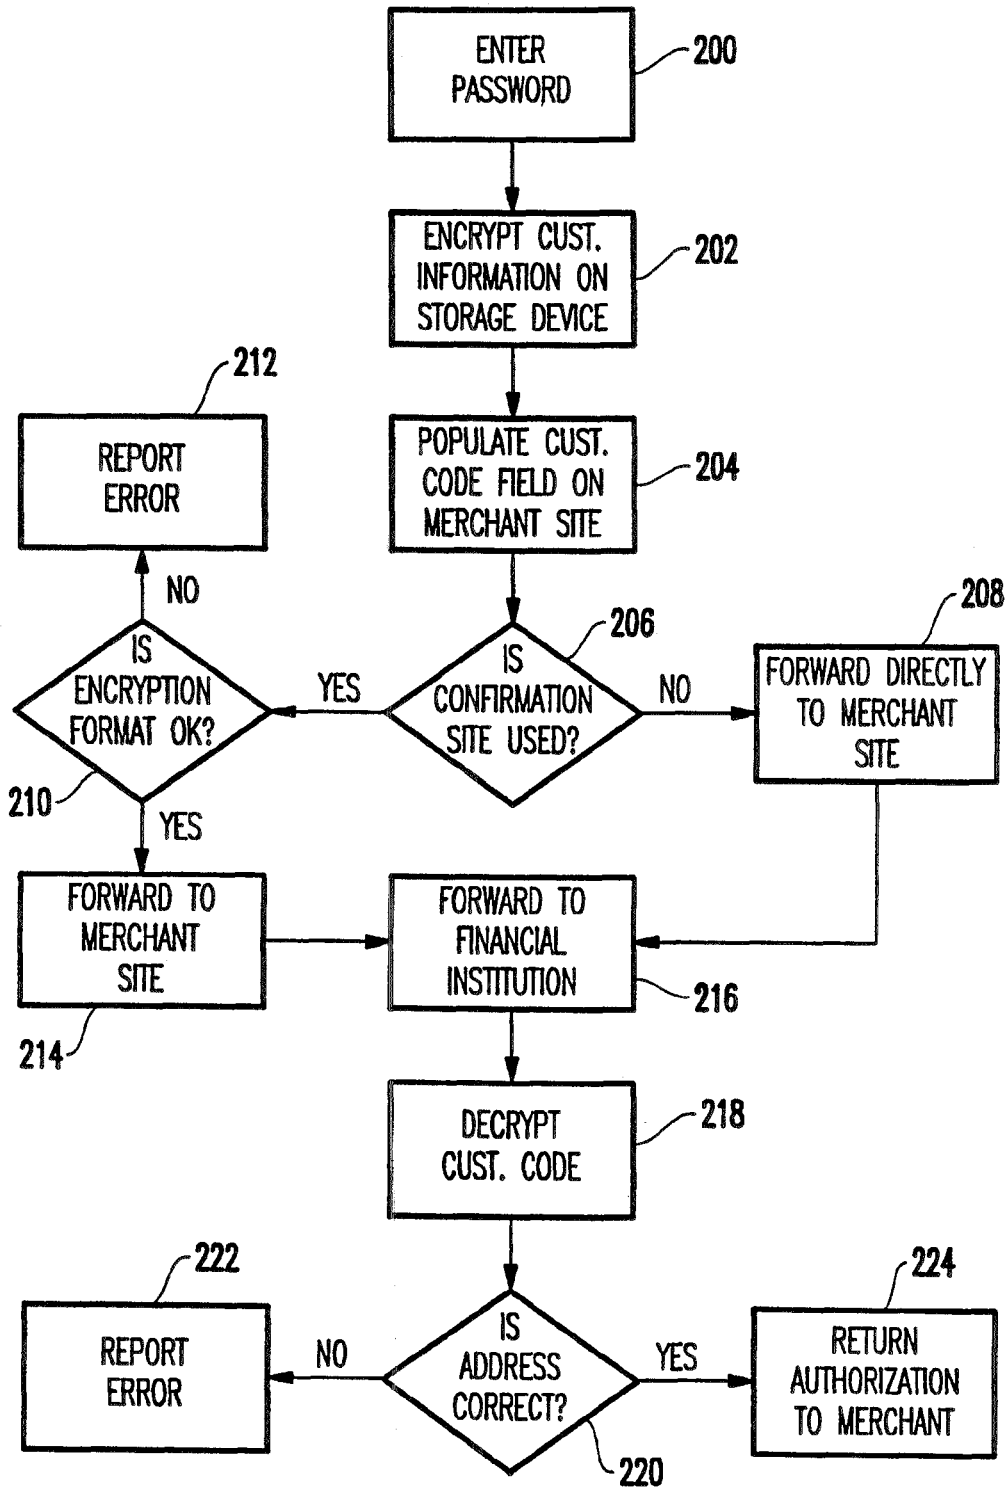 ENTER
PASSWORD
200
ENCRYPT CUST.
INFORMATION ON
STORAGE DEVICE
202
212
REPORT
ERROR
POPULATE CUST.
CODE FIELD ON
MERCHANT SITE
204
NO
IS
ENCRYPTION
FORMAT OK?
210
YES
IS
CONFIRMATION
SITE USED?
206
NO
208
FORWARD DIRECTLY
TO MERCHANT
SITE
YES
FORWARD TO
MERCHANT
SITE
214
FORWARD TO
FINANCIAL
INSTITUTION
216
DECRYPT
CUST. CODE
218
222
REPORT
ERROR
NO
IS
ADDRESS
CORRECT?
220
YES
224
RETURN
AUTHORIZATION
TO MERCHANT